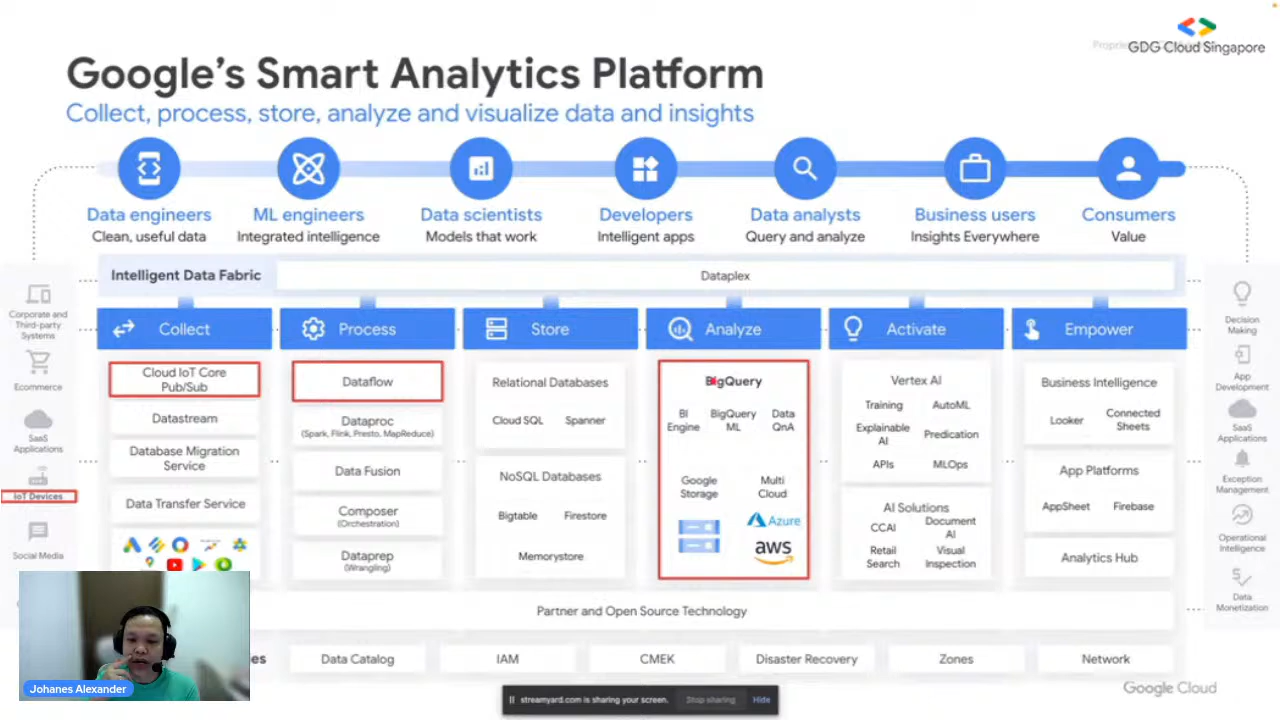 GDG Cloud Singapore
Google's Smart Analytics Platform
Collect, process, store, analyze and visualize data and insights
Data engineers
Clean, useful data
ML engineers
Integrated intelligence
Data scientists
Models that work
Developers
Intelligent apps
Data analysts
Query and analyze
Business users
Insights Everywhere
Consumers
Value
Intelligent Data Fabric
Dataplex
Corporate and
Third-party
Systems
Ecommerce
SaaS
Applications
IoT Devices
Social Media
Collect
Cloud IoT Core
Pub/Sub
Datastream
Database Migration
Service
Data Transfer Service
Process
Dataflow
Dataproc
(Spark, Flink, Presto, MapReduce)
Data Fusion
Composer
(Orchestration)
Dataprep
(Wrangling)
Store
Relational Databases
Cloud SQL
Spanner
NoSQL Databases
Bigtable
Firestore
Memorystore
Analyze
BigQuery
BI
Engine
BigQuery
ML
Data
QnA
Google
Storage
Multi
Cloud
Azure
aws
Activate
Vertex AI
Training
AutoML
Explainable
AI
Predication
APIs
MLOps
AI Solutions
CCAI
Document
AI
Retail
Search
Visual
Inspection
Empower
Business Intelligence
Looker
Connected
Sheets
App Platforms
AppSheet
Firebase
Analytics Hub
Decision
Making
App
Development
SaaS
Applications
Exception
Management
Operational
Intelligence
Data
Monetization
Partner and Open Source Technology
Data Catalog
IAM
CMEK
Disaster Recovery
Zones
Network
Johanes Alexander
streamyard.com is sharing your screen.
Stop sharing
Hide
Google Cloud